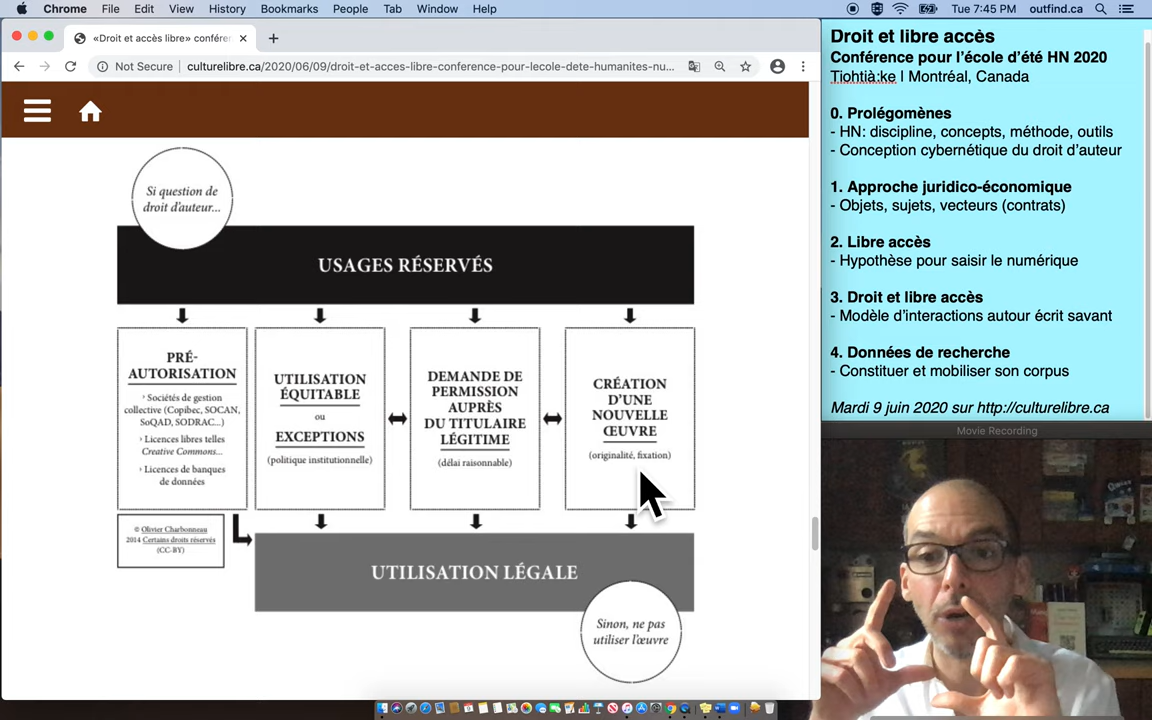 Chrome File Edit View History Bookmarks People Tab Window Help
Tue 7:45 PM outfind.ca
«Droit et accès libre» confére
Not Secure culturelibre.ca/2020/06/09/droit-et-acces-libre-conference-pour-lecole-dete-humanites-nu...
Si question de
droit d'auteur...
USAGES RÉSERVÉS
PRÉ-
AUTORISATION
› Sociétés de gestion
collective (Copibec, SOCAN,
SoQAD, SODRAC...)
› Licences libres telles
Creative Commons...
› Licences de banques
de données
UTILISATION
ÉQUITABLE
ou
EXCEPTIONS
(politique institutionnelle)
DEMANDE DE
PERMISSION
AUPRÈS
DU TITULAIRE
LÉGITIME
(délai raisonnable)
CRÉATION
D'UNE
NOUVELLE
ŒUVRE
(originalité, fixation)
© Olivier Charbonneau
2014 Certains droits réservés
(CC-BY)
UTILISATION LÉGALE
Sinon, ne pas
utiliser l'œuvre
Droit et libre accès
Conférence pour l'école d'été HN 2020
Tiohtià:ke I Montréal, Canada
0. Prolégomènes
- HN: discipline, concepts, méthode, outils
- Conception cybernétique du droit d'auteur
1. Approche juridico-économique
- Objets, sujets, vecteurs (contrats)
2. Libre accès
- Hypothèse pour saisir le numérique
3. Droit et libre accès
- Modèle d'interactions autour écrit savant
4. Données de recherche
- Constituer et mobiliser son corpus
Mardi 9 juin 2020 sur http://culturelibre.ca
Movie Recording